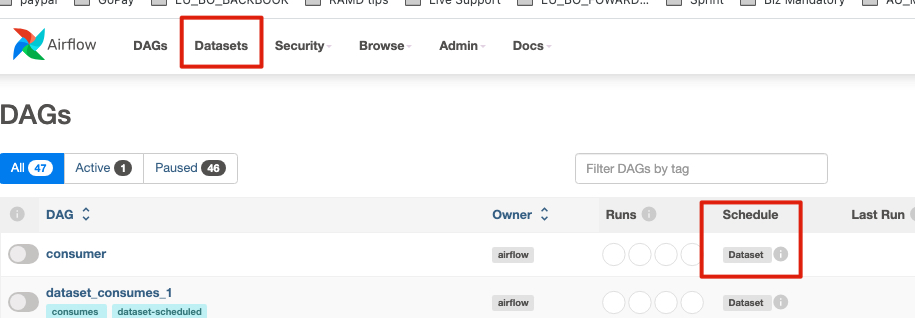 paypal GoPay EU_BO_BACKBOOK RAMD tips Live Support EU_BO_FOWARD... Sprint Biz Mandatory AU_M
Airflow DAGs Datasets Security Browse Admin Docs
DAGs
All 47 Active 1 Paused 46 Filter DAGs by tag
DAG Owner Runs Schedule Last Run
consumer airflow Dataset
dataset_consumes_1 airflow Dataset
consumes dataset-scheduled